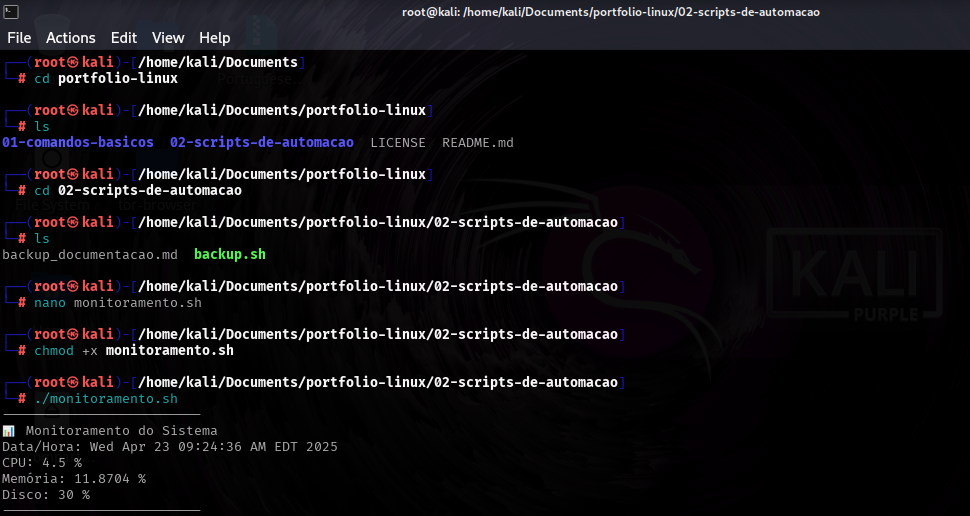 root@kali: /home/kali/Documents/portfolio-linux/02-scripts-de-automacao
File Actions Edit View Help
┌──(root㉿kali)-[/home/kali/Documents]
└─# cd portfolio-linux
┌──(root㉿kali)-[/home/kali/Documents/portfolio-linux]
└─# ls
01-comandos-basicos 02-scripts-de-automacao LICENSE README.md
┌──(root㉿kali)-[/home/kali/Documents/portfolio-linux]
└─# cd 02-scripts-de-automacao
┌──(root㉿kali)-[/home/kali/Documents/portfolio-linux/02-scripts-de-automacao]
└─# ls
backup_documentacao.md backup.sh
┌──(root㉿kali)-[/home/kali/Documents/portfolio-linux/02-scripts-de-automacao]
└─# nano monitoramento.sh
┌──(root㉿kali)-[/home/kali/Documents/portfolio-linux/02-scripts-de-automacao]
└─# chmod +x monitoramento.sh
┌──(root㉿kali)-[/home/kali/Documents/portfolio-linux/02-scripts-de-automacao]
└─# ./monitoramento.sh
📊 Monitoramento do Sistema
Data/Hora: Wed Apr 23 09:24:36 AM EDT 2025
CPU: 4.5 %
Memória: 11.8704 %
Disco: 30 %
KALI
PURPLE